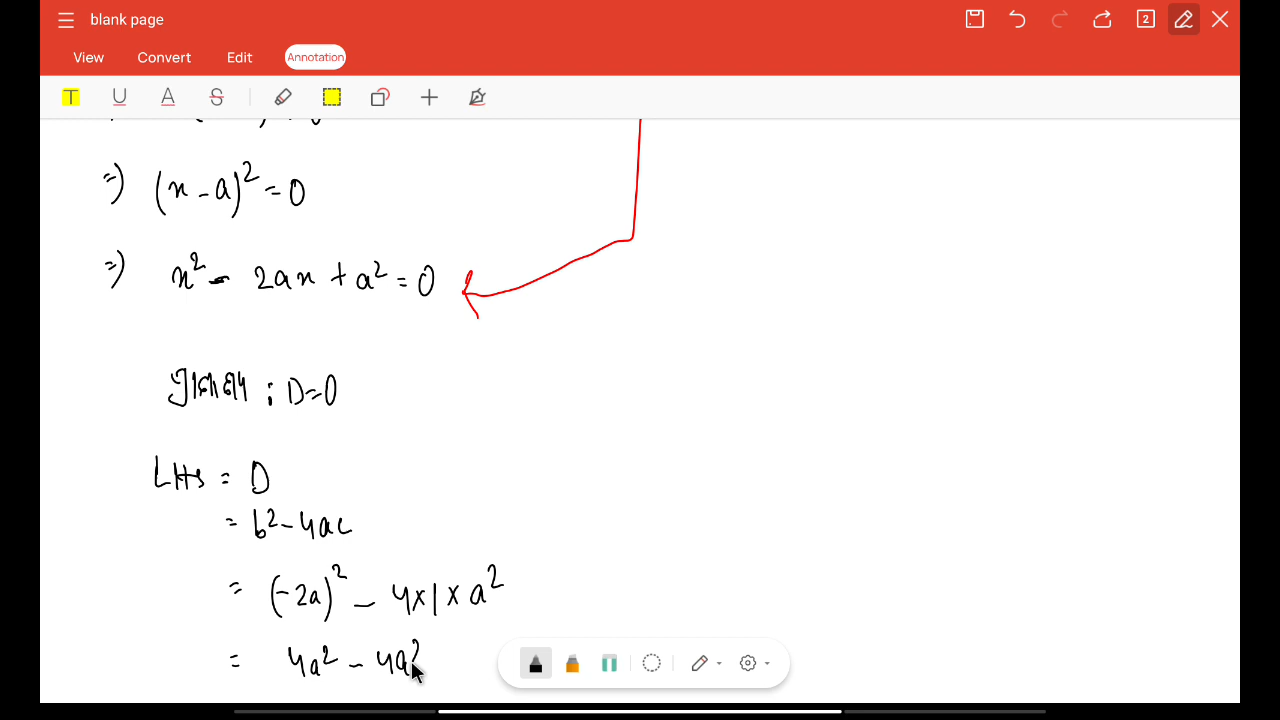 blank page
2
View Convert Edit Annotation
T U A S
=) (x - a)² = 0
=) x² - 2ax + a² = 0
; D = 0
LHS = D
= b² - 4ac
= (-2a)² - 4 x 1 x a²
= 4a² - 4a²